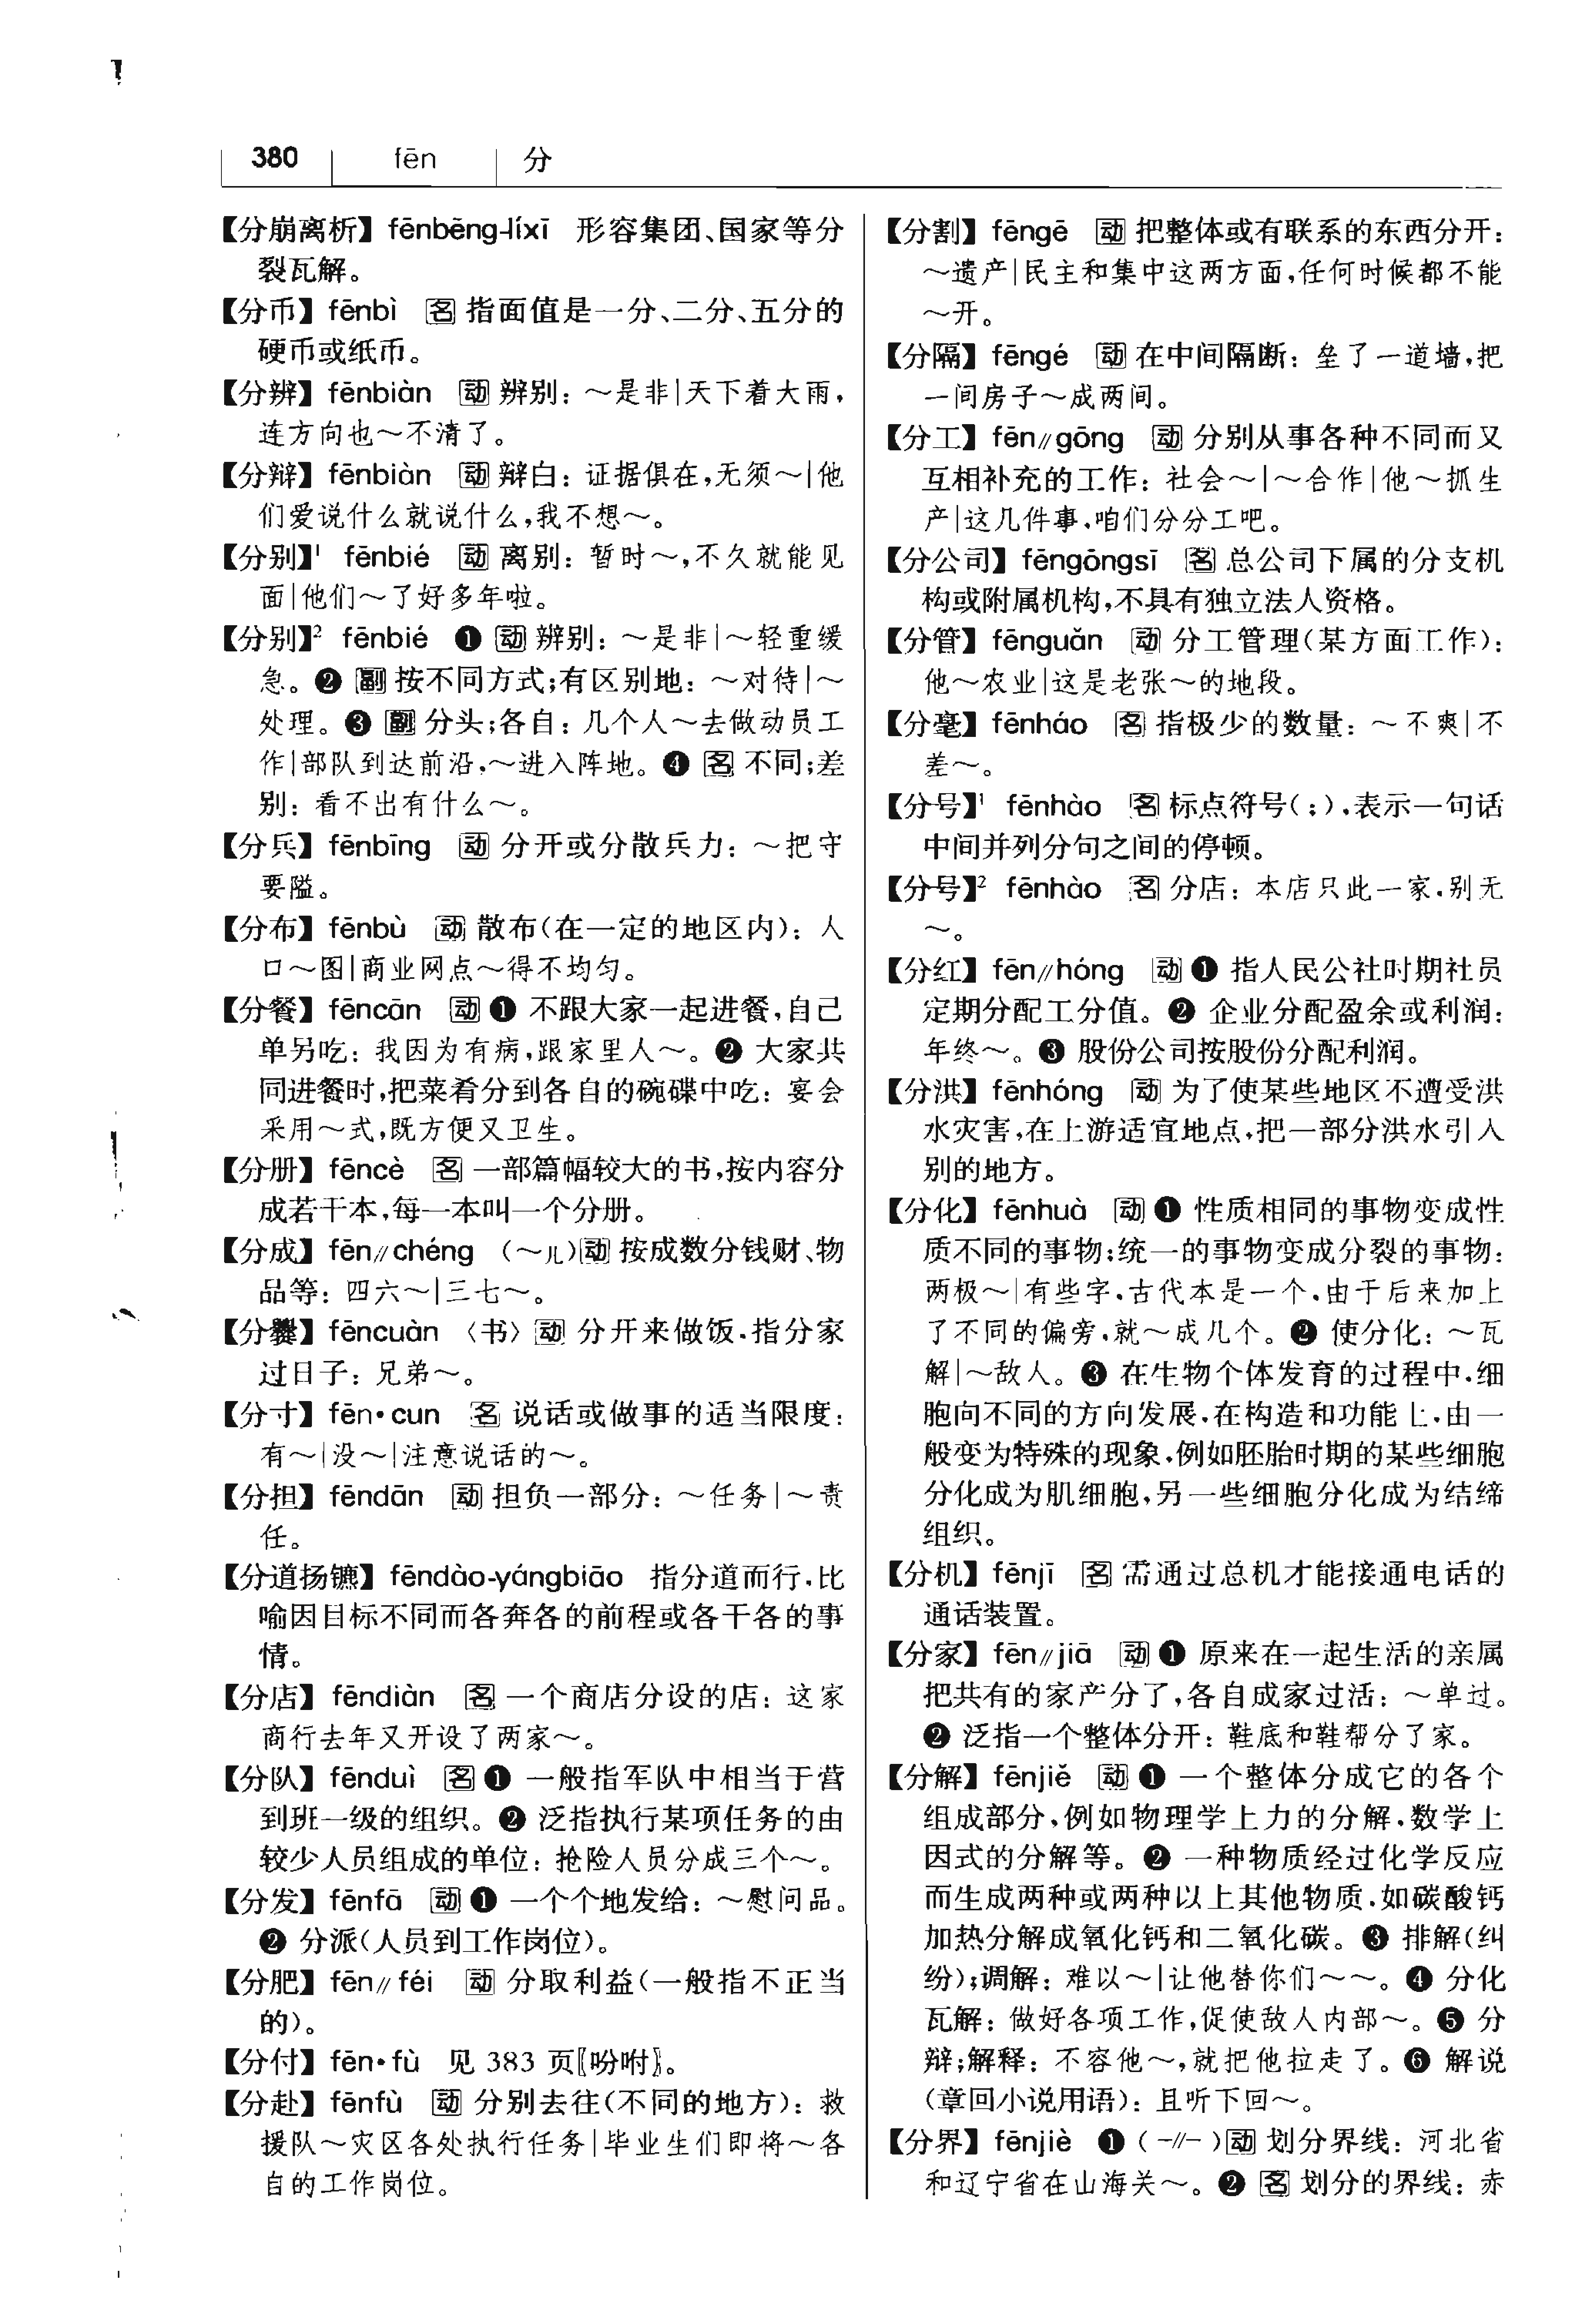 380 fēn 分
【分崩离析】fēnbēng-líxī 形容集团、国家等分
裂瓦解。
【分币】fēnbì 名 指面值是一分、二分、五分的
硬币或纸币。
【分辨】fēnbiàn 动 辨别：～是非|天下着大雨，
连方向也～不清了。
【分辩】fēnbiàn 动 辩白：证据俱在，无须～|他
们爱说什么就说什么，我不想～。
【分别】¹ fēnbié 动 离别：暂时～，不久就能见
面|他们～了好多年啦。
【分别】² fēnbié ❶ 动 辨别：～是非|～轻重缓
急。❷ 副 按不同方式；有区别地：～对待|～
处理。❸ 副 分头；各自：几个人～去做动员工
作|部队到达前沿，～进入阵地。❹ 名 不同；差
别：看不出有什么～。
【分兵】fēnbīng 动 分开或分散兵力：～把守
要隘。
【分布】fēnbù 动 散布（在一定的地区内）：人
口～图|商业网点～得不均匀。
【分餐】fēncān 动 ❶ 不跟大家一起进餐，自己
单另吃：我因为有病，跟家里人～。❷ 大家共
同进餐时，把菜肴分到各自的碗碟中吃：宴会
采用～式，既方便又卫生。
【分册】fēncè 名 一部篇幅较大的书，按内容分
成若干本，每一本叫一个分册。
【分成】fēn//chéng （～儿）动 按成数分钱财、物
品等：四六～|三七～。
【分爨】fēncuàn 〈书〉动 分开来做饭，指分家
过日子：兄弟～。
【分寸】fēn•cun 名 说话或做事的适当限度：
有～|没～|注意说话的～。
【分担】fēndān 动 担负一部分：～任务|～责
任。
【分道扬镳】fēndào-yángbiāo 指分道而行，比
喻因目标不同而各奔各的前程或各干各的事
情。
【分店】fēndiàn 名 一个商店分设的店：这家
商行去年又开设了两家～。
【分队】fēnduì 名 ❶ 一般指军队中相当于营
到班一级的组织。❷ 泛指执行某项任务的由
较少人员组成的单位：抢险人员分成三个～。
【分发】fēnfā 动 ❶ 一个个地发给：～慰问品。
❷ 分派（人员到工作岗位）。
【分肥】fēn//féi 动 分取利益（一般指不正当
的）。
【分付】fēn•fù 见 383 页〖吩咐〗。
【分赴】fēnfù 动 分别去往（不同的地方）：救
援队～灾区各处执行任务|毕业生们即将～各
自的工作岗位。
【分割】fēngē 动 把整体或有联系的东西分开：
～遗产|民主和集中这两方面，任何时候都不能
～开。
【分隔】fēngé 动 在中间隔断：垒了一道墙，把
一间房子～成两间。
【分工】fēn//gōng 动 分别从事各种不同而又
互相补充的工作：社会～|～合作|他～抓生
产|这几件事，咱们分分工吧。
【分公司】fēngōngsī 名 总公司下属的分支机
构或附属机构，不具有独立法人资格。
【分管】fēnguǎn 动 分工管理（某方面工作）：
他～农业|这是老张～的地段。
【分毫】fēnháo 名 指极少的数量：～不爽|不
差～。
【分号】¹ fēnhào 名 标点符号（；），表示一句话
中间并列分句之间的停顿。
【分号】² fēnhào 名 分店：本店只此一家，别无
～。
【分红】fēn//hóng 动 ❶ 指人民公社时期社员
定期分配工分值。❷ 企业分配盈余或利润：
年终～。❸ 股份公司按股份分配利润。
【分洪】fēnhóng 动 为了使某些地区不遭受洪
水灾害，在上游适宜地点，把一部分洪水引入
别的地方。
【分化】fēnhuà 动 ❶ 性质相同的事物变成性
质不同的事物；统一的事物变成分裂的事物：
两极～|有些字，古代本是一个，由于后来加上
了不同的偏旁，就～成几个。❷ 使分化：～瓦
解|～敌人。❸ 在生物个体发育的过程中，细
胞向不同的方向发展，在构造和功能上，由一
般变为特殊的现象，例如胚胎时期的某些细胞
分化成为肌细胞，另一些细胞分化成为结缔
组织。
【分机】fēnjī 名 需通过总机才能接通电话的
通话装置。
【分家】fēn//jiā 动 ❶ 原来在一起生活的亲属
把共有的家产分了，各自成家过活：～单过。
❷ 泛指一个整体分开：鞋底和鞋帮分了家。
【分解】fēnjiě 动 ❶ 一个整体分成它的各个
组成部分，例如物理学上力的分解，数学上
因式的分解等。❷ 一种物质经过化学反应
而生成两种或两种以上其他物质，如碳酸钙
加热分解成氧化钙和二氧化碳。❸ 排解（纠
纷）；调解：难以～|让他替你们～～。❹ 分化
瓦解：做好各项工作，促使敌人内部～。❺ 分
辩；解释：不容他～，就把他拉走了。❻ 解说
（章回小说用语）：且听下回～。
【分界】fēnjiè ❶ （-//-）动 划分界线：河北省
和辽宁省在山海关～。❷ 名 划分的界线：赤